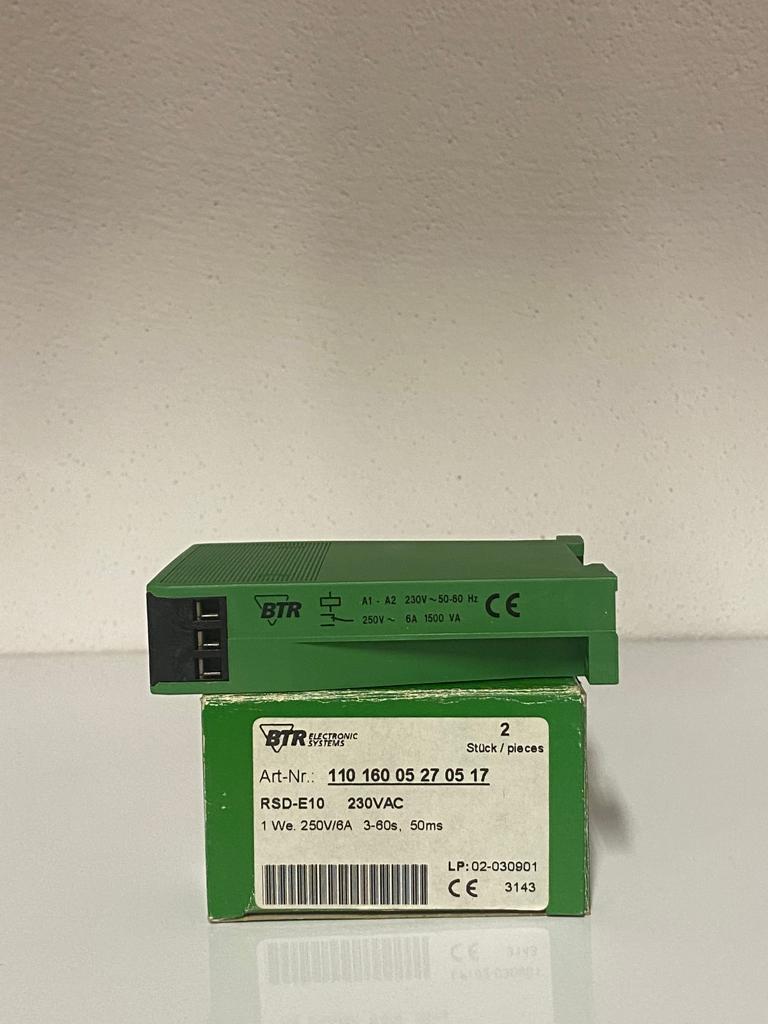 BTR
A1 - A2 230V~50-60 Hz
250V~ 6A 1500 VA
CE
BTR ELECTRONIC SYSTEMS
2
Stück / pieces
Art-Nr.: 110 160 05 27 05 17
RSD-E10 230VAC
1 We. 250V/6A 3-60s, 50ms
LP: 02-030901
CE 3143